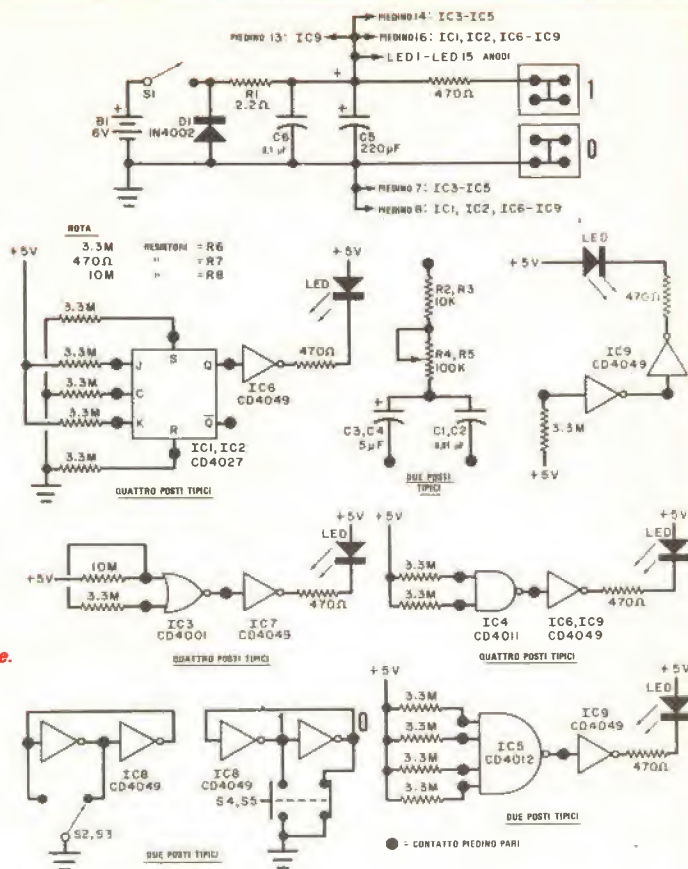 PIEDINO 14: IC3-IC5
PIEDINO 13: IC9
PIEDINO 16: IC1, IC2, IC6-IC9
LED1-LED15 ANODI
S1
R1
2.2Ω
470Ω
1
B1
6V
D1
1N4002
C6
0,1 µF
C5
220µF
0
PIEDINO 7: IC3-IC5
PIEDINO 8: IC1, IC2, IC6-IC9
NOTA
3.3M RESISTORI = R6
470Ω " = R7
10M " = R8
+5V
+5V
LED
3.3M
3.3M
3.3M
3.3M
3.3M
J
C
K
S
R
Q
Q̅
IC6
CD4049
470Ω
IC1, IC2
CD4027
QUATTRO POSTI TIPICI
R2, R3
10K
R4, R5
100K
C3, C4
5µF
C1, C2
0,01 µF
DUE POSTI
TIPICI
LED
+5V
470Ω
IC9
CD4049
3.3M
+5V
+5V
LED
+5V
10M
3.3M
470Ω
IC3
CD4001
IC7
CD4049
QUATTRO POSTI TIPICI
+5V
+5V
LED
3.3M
3.3M
470Ω
IC4
CD4011
IC6, IC9
CD4049
QUATTRO POSTI TIPICI
e.
IC8
CD4049
S2, S3
DUE POSTI TIPICI
0
IC8
CD4049
S4, S5
+5V
+5V
LED
3.3M
3.3M
3.3M
3.3M
IC5
CD4012
IC9
CD4049
470Ω
DUE POSTI TIPICI
= CONTATTO PIEDINO PARI